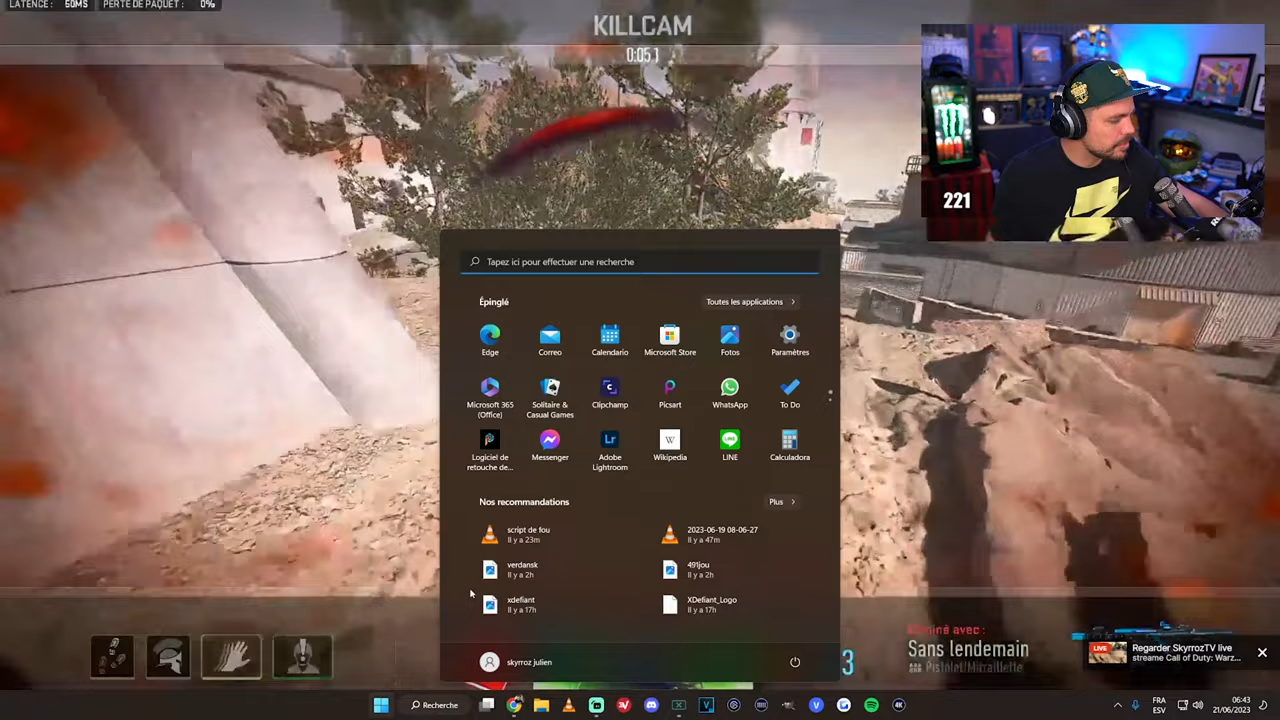 LATENCE : 50MS PERTE DE PAQUET : 0%
KILLCAM
0:05
221
Tapez ici pour effectuer une recherche
Épinglé
Toutes les applications
Edge
Correo
Calendario
Microsoft Store
Fotos
Paramètres
Microsoft 365
(Office)
Solitaire &
Casual Games
Clipchamp
Picsart
WhatsApp
To Do
Logiciel de
retouche de...
Messenger
Adobe
Lightroom
Wikipedia
LINE
Calculadora
Nos recommandations
Plus
script de fou
Il y a 23m
2023-06-19 08-06-27
Il y a 47m
verdansk
Il y a 2h
491jou
Il y a 2h
xdefiant
Il y a 17h
XDefiant_Logo
Il y a 17h
skyrroz julien
3
avec :
Sans lendemain
Pistolet/Mitraillette
LIVE
Regarder SkyrrozTV live
streame Call of Duty: Warz...
Recherche
FRA
ESV
06:43
21/06/2023